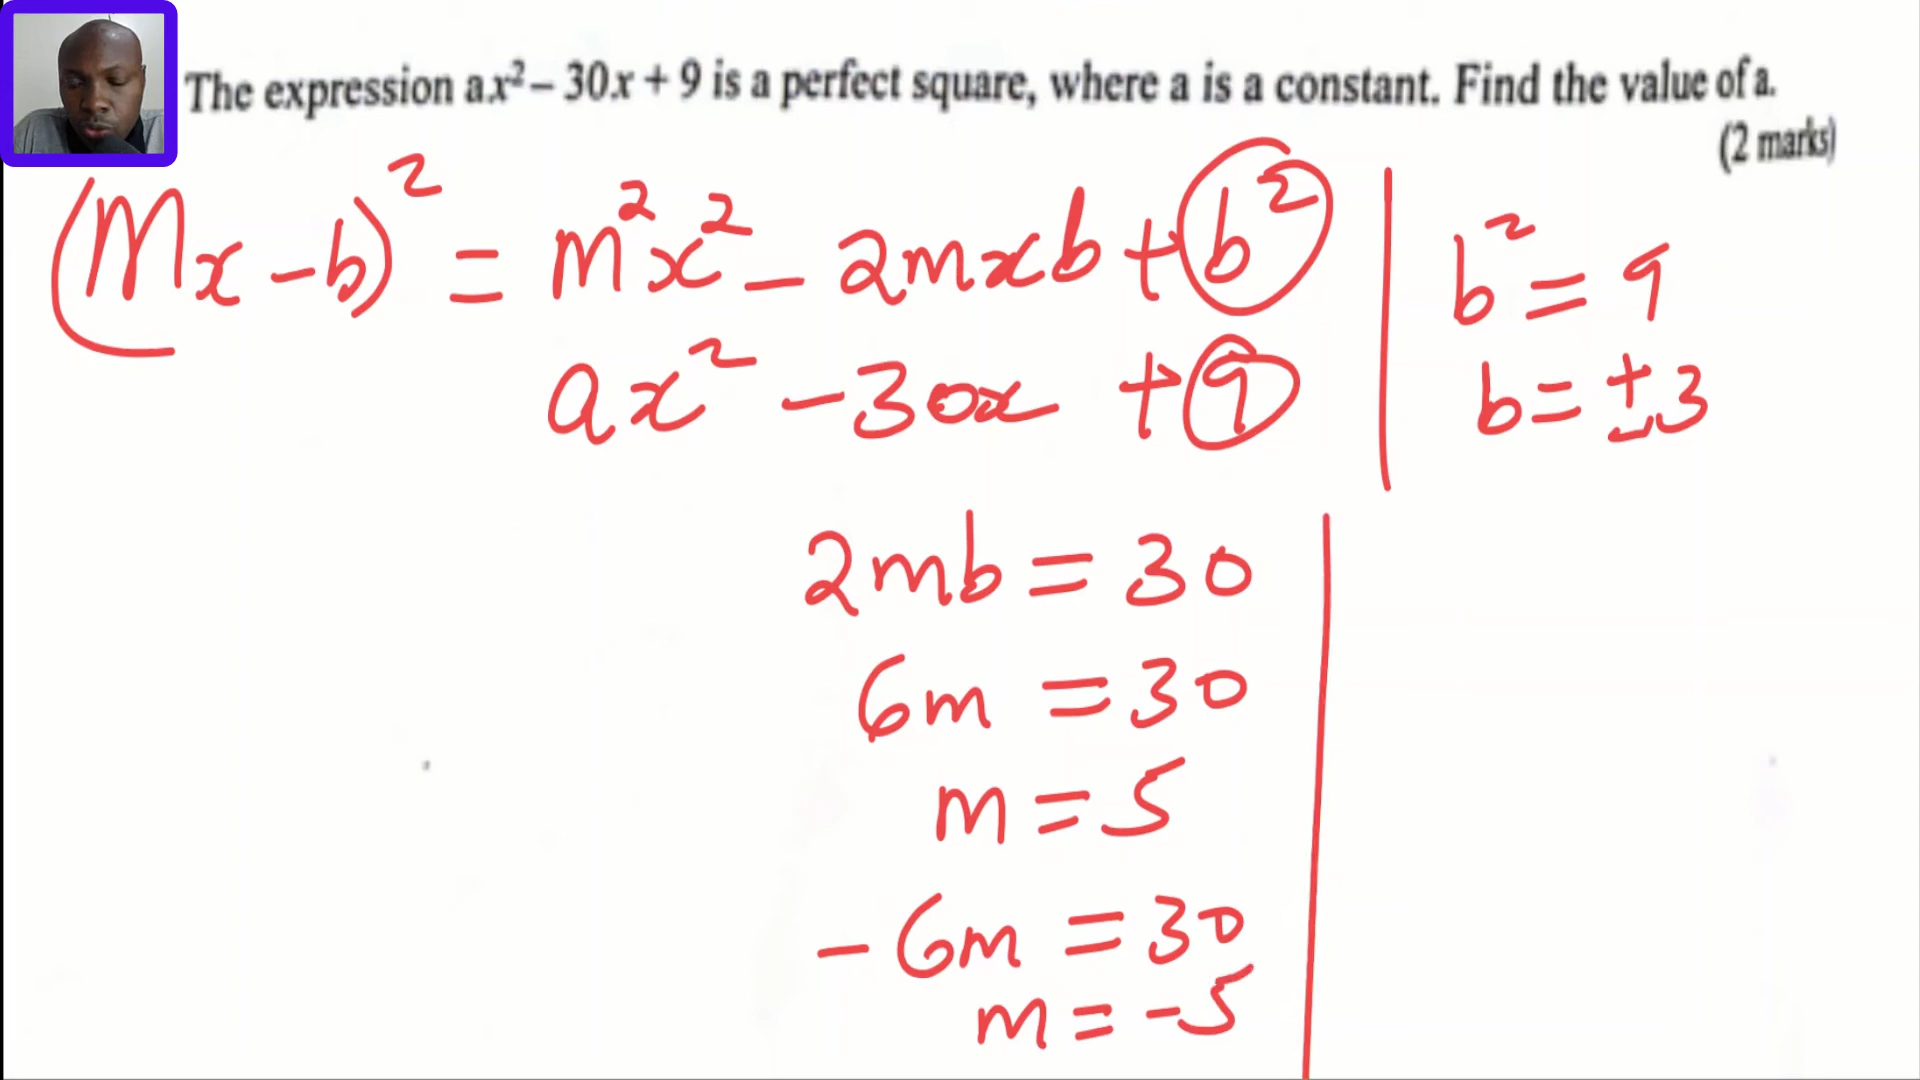 The expression ax² – 30x + 9 is a perfect square, where a is a constant. Find the value of a.
(2 marks)
(Mx - b)² = m²x² - 2mxb + b²
ax² - 30x + 9
b² = 9
b = ±3
2mb = 30
6m = 30
m = 5
- 6m = 30
m = -5